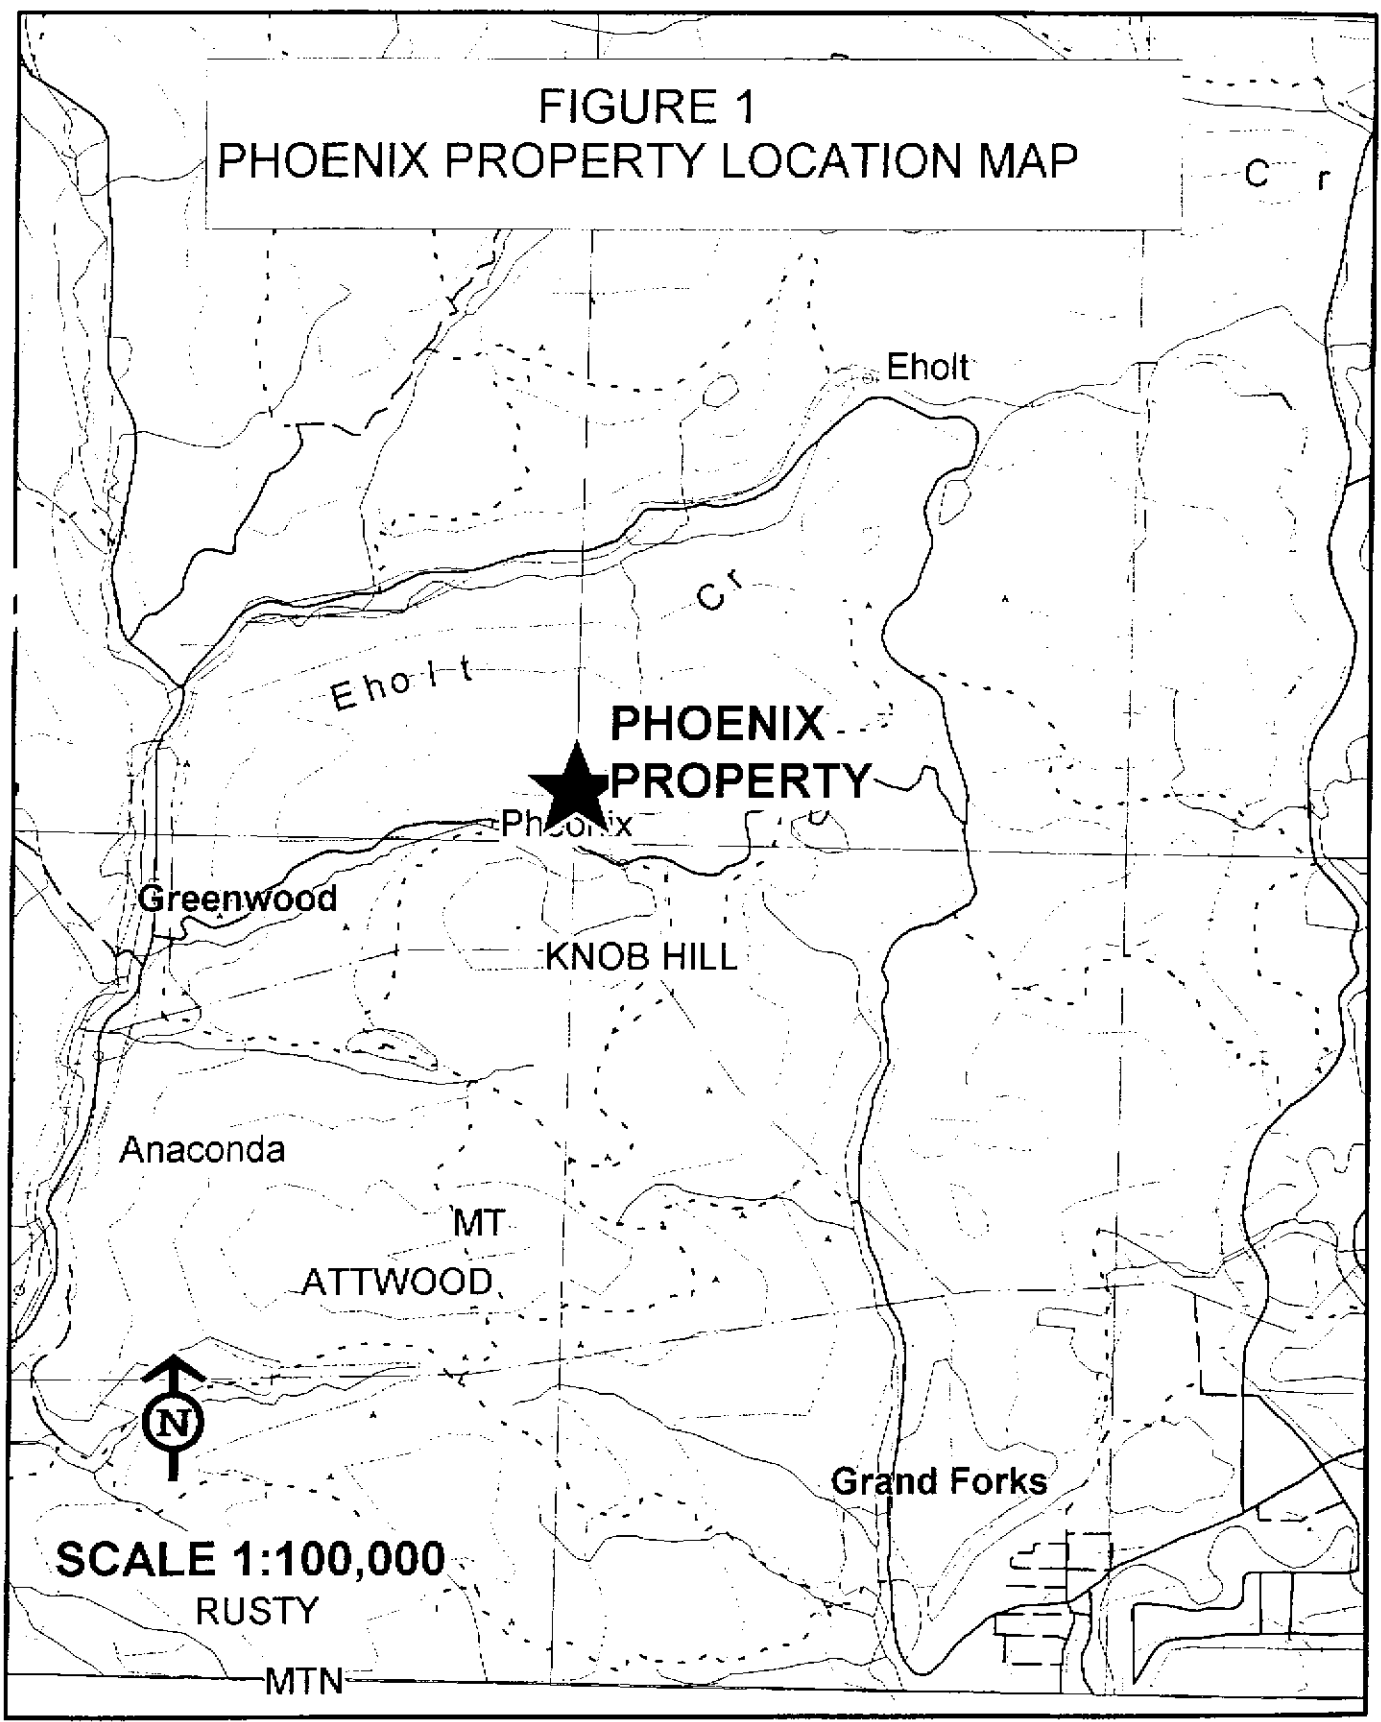 FIGURE 1
PHOENIX PROPERTY LOCATION MAP
C r
Eholt
Cr
Eholt
PHOENIX
PROPERTY
Pheonix
Greenwood
KNOB HILL
Anaconda
MT
ATTWOOD
N
Grand Forks
SCALE 1:100,000
RUSTY
MTN